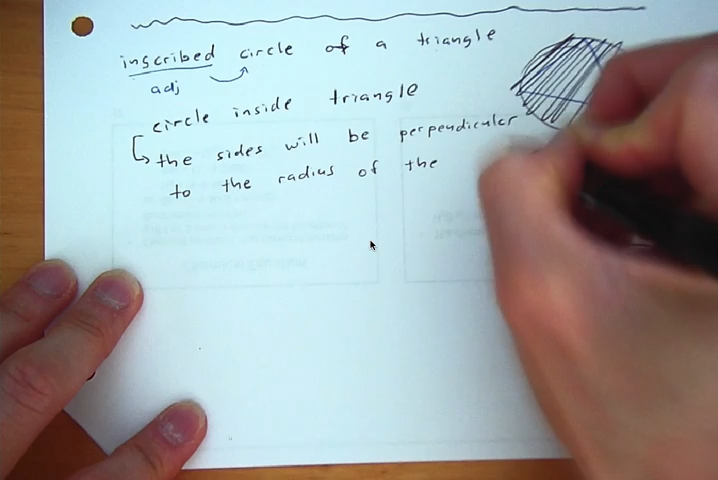 inscribed circle of a triangle
adj
circle inside triangle
the sides will be perpendicular
to the radius of the